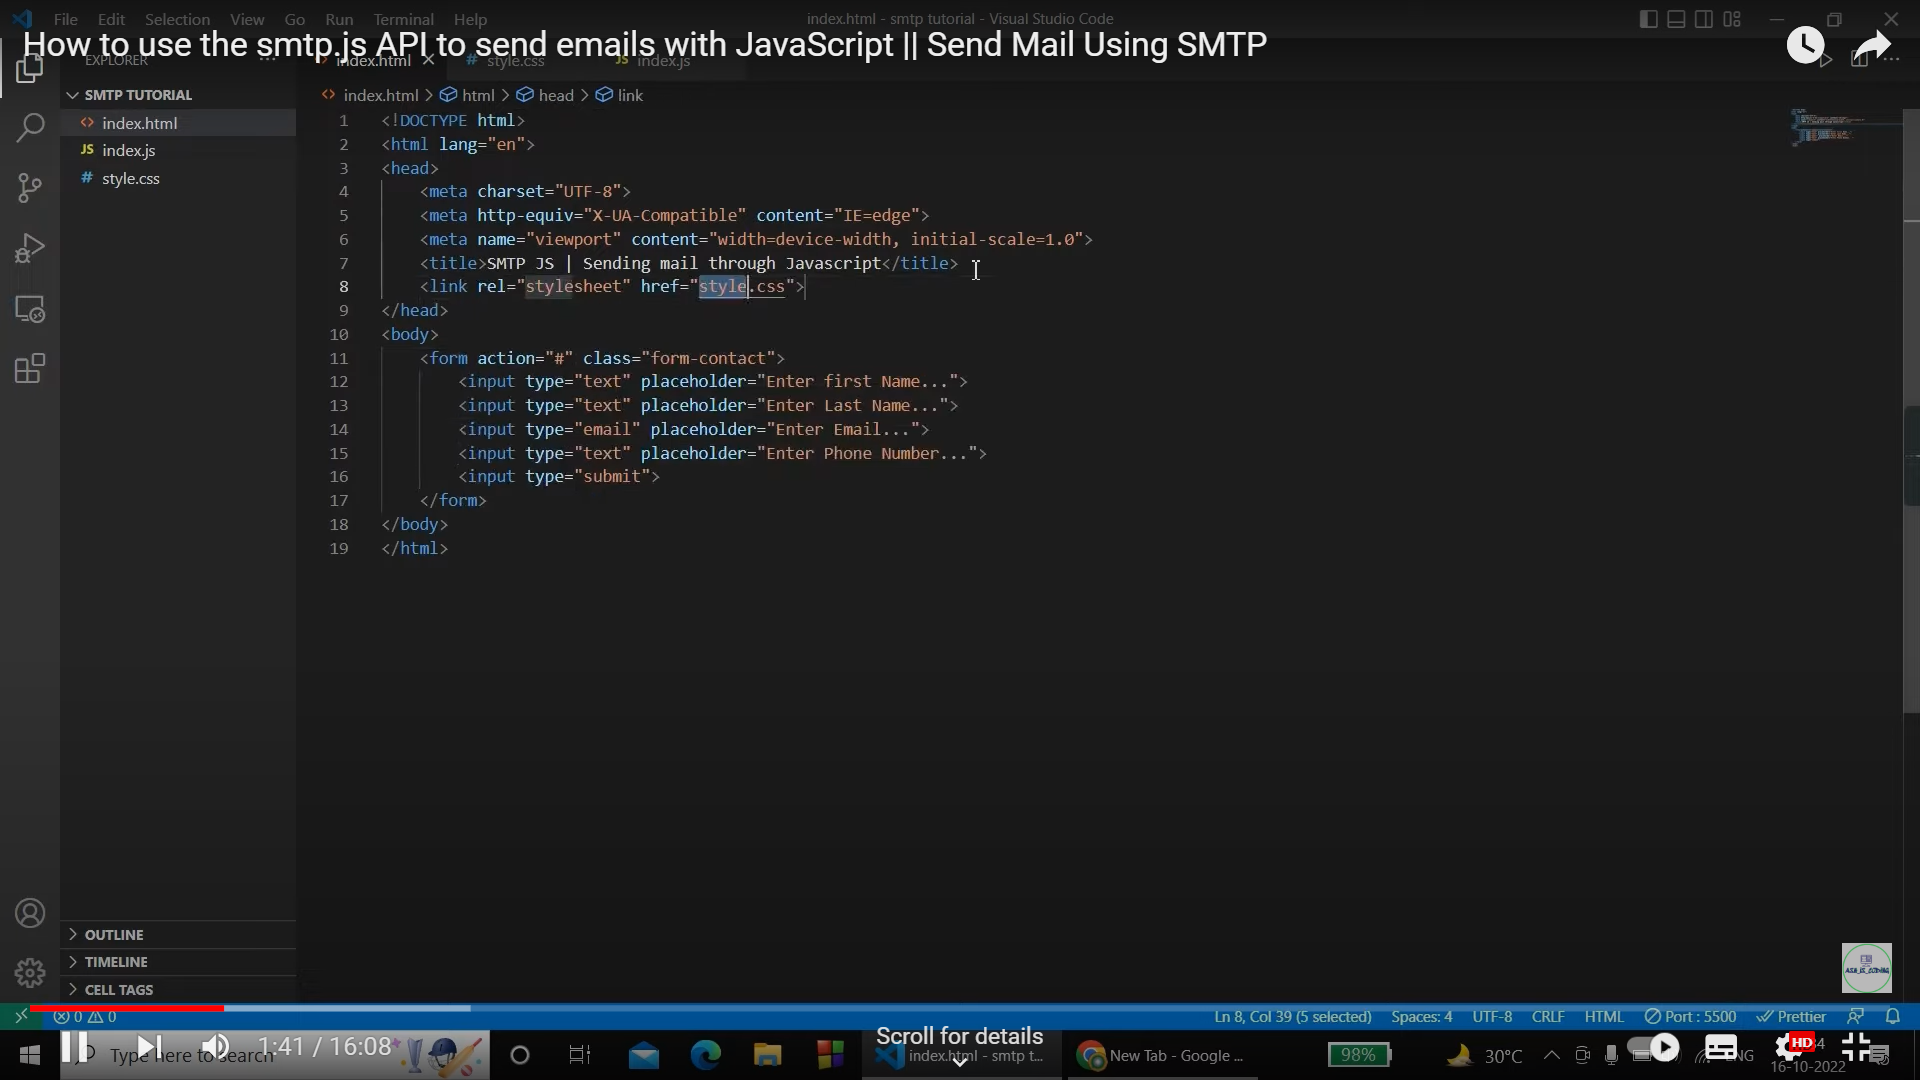 File Edit Selection View Go Run Terminal Help
index.html - smtp tutorial - Visual Studio Code
How to use the smtp.js API to send emails with JavaScript || Send Mail Using SMTP
EXPLORER
index.html
style.css
index.js
SMTP TUTORIAL
index.html
index.js
style.css
index.html > html > head > link
1 <!DOCTYPE html>
2 <html lang="en">
3 <head>
4 <meta charset="UTF-8">
5 <meta http-equiv="X-UA-Compatible" content="IE=edge">
6 <meta name="viewport" content="width=device-width, initial-scale=1.0">
7 <title>SMTP JS | Sending mail through Javascript</title>
8 <link rel="stylesheet" href="style.css">
9 </head>
10 <body>
11 <form action="#" class="form-contact">
12 <input type="text" placeholder="Enter first Name...">
13 <input type="text" placeholder="Enter Last Name...">
14 <input type="email" placeholder="Enter Email...">
15 <input type="text" placeholder="Enter Phone Number...">
16 <input type="submit">
17 </form>
18 </body>
19 </html>
OUTLINE
TIMELINE
CELL TAGS
0 0
Ln 8, Col 39 (5 selected) Spaces: 4 UTF-8 CRLF HTML Port : 5500 Prettier
Scroll for details
Type here to search
1:41 / 16:08
index.html - smtp t...
New Tab - Google ...
98%
30°C
ENG
HD
16-10-2022